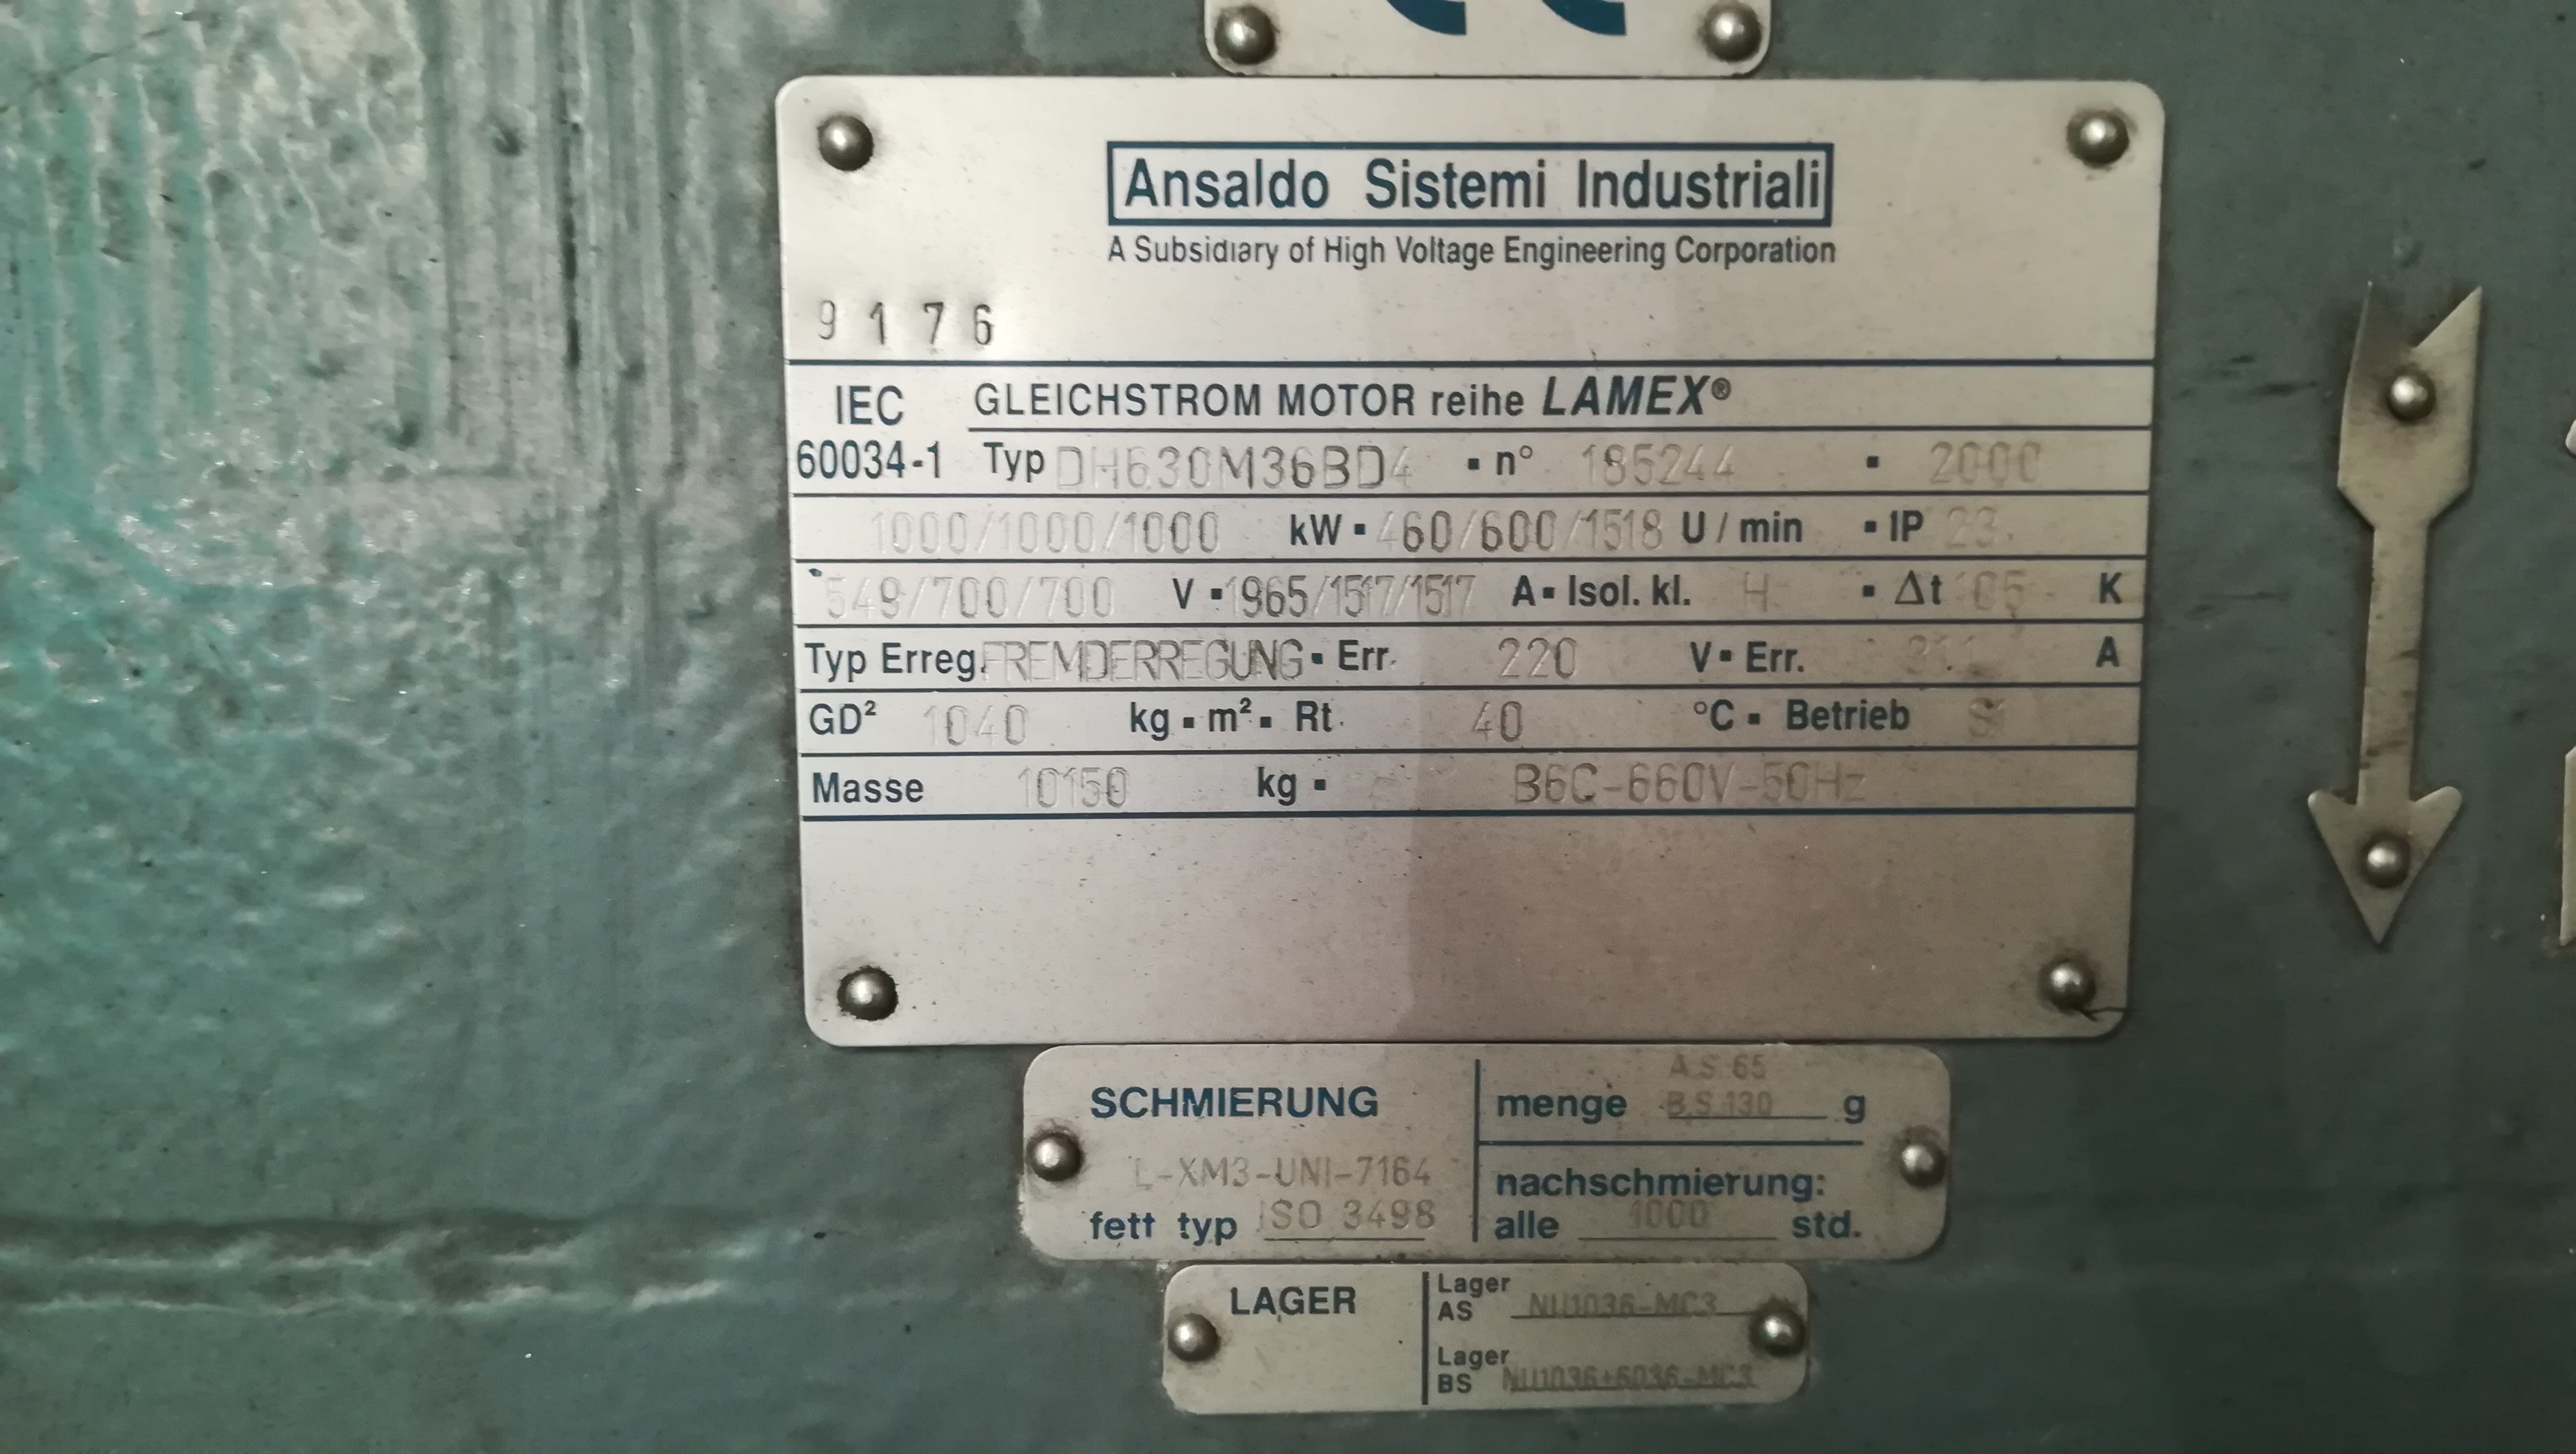 Ansaldo Sistemi Industriali
A Subsidiary of High Voltage Engineering Corporation
9176
IEC 60034-1
GLEICHSTROM MOTOR reihe LAMEX®
Typ DH630M36BD4 ▪ n° 185244 ▪ 2000
1000/1000/1000 kW ▪ 460/600/1518 U / min ▪ IP 23
549/700/700 V ▪ 1965/1517/1517 A ▪ Isol. kl. H ▪ Δt 105 K
Typ Erreg. FREMDERREGUNG ▪ Err. 220 V ▪ Err. A
GD² 1040 kg ▪ m² ▪ Rt. 40 °C ▪ Betrieb S1
Masse 10150 kg ▪ B6C-660V-50Hz
SCHMIERUNG
L-XM3-UNI-7164
fett typ ISO 3498
A.S 65
menge B.S.130 g
nachschmierung:
alle 1000 std.
LAGER
Lager AS NU1036-MC3
Lager BS NU1036+6036-MC3